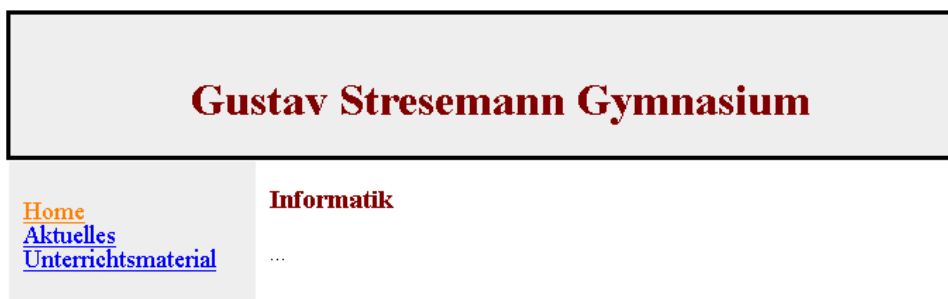 Gustav Stresemann Gymnasium
Home
Aktuelles
Unterrichtsmaterial
Informatik
...